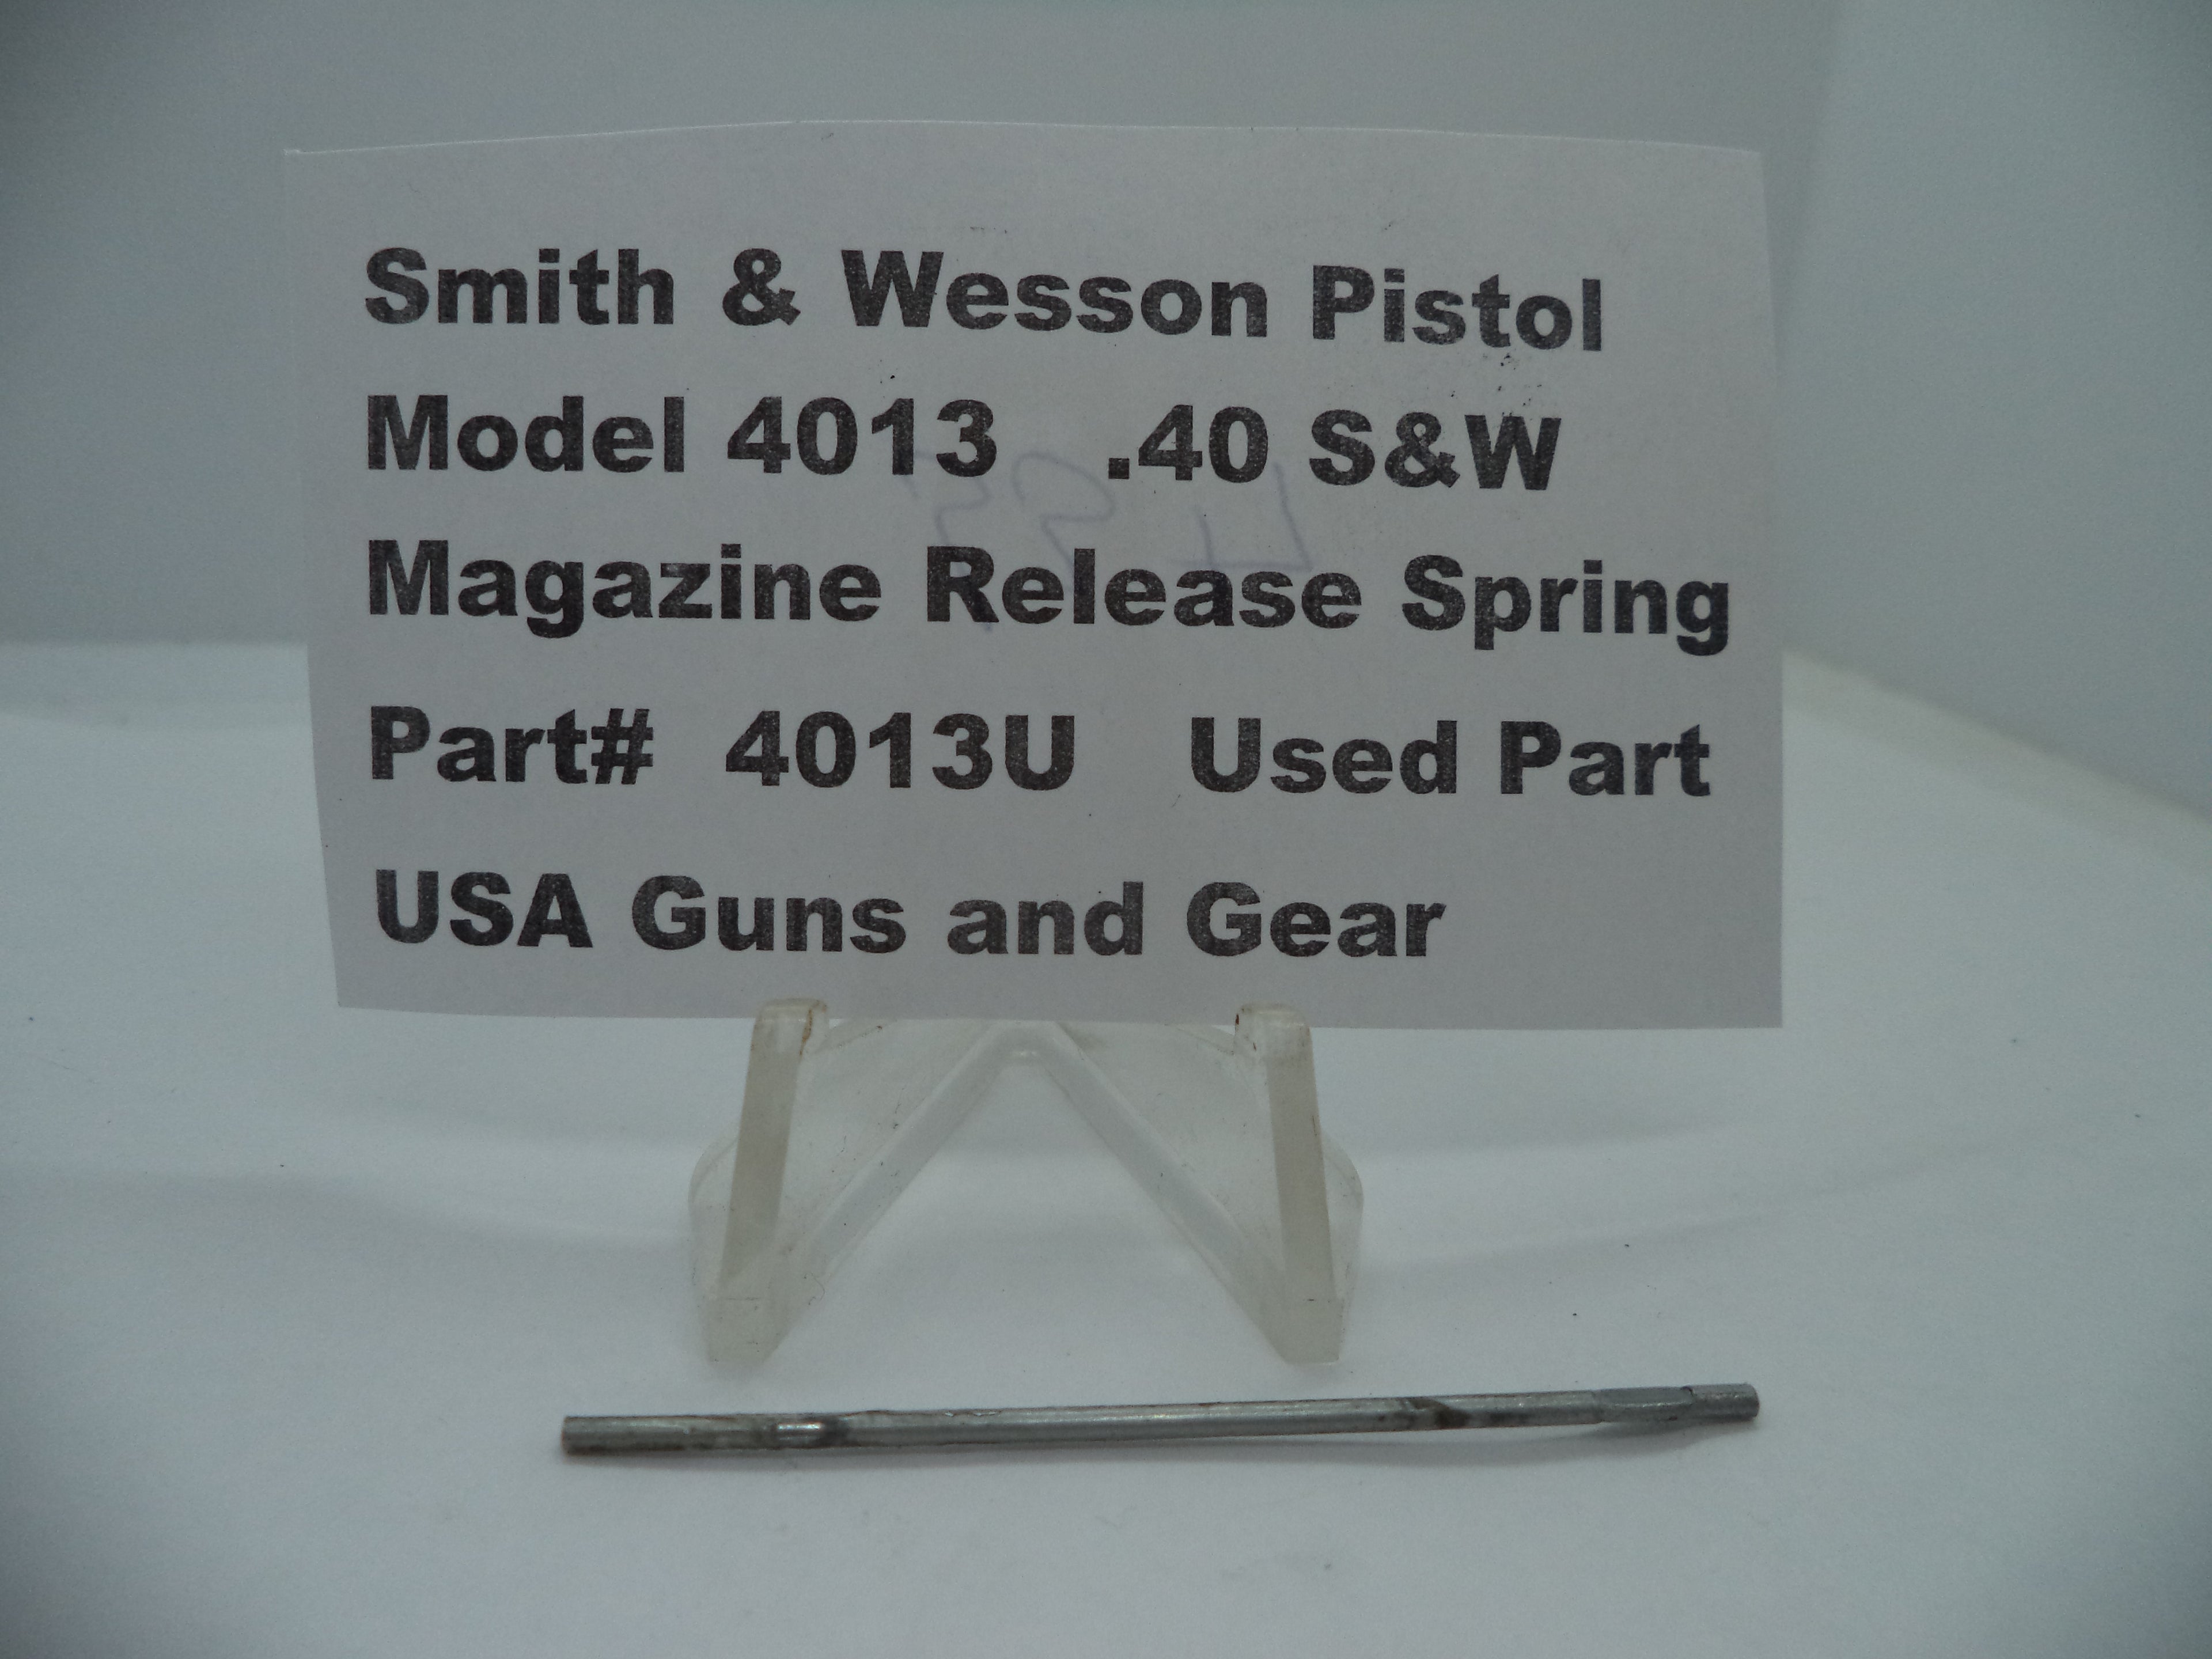 Smith & Wesson Pistol
Model 4013 .40 S&W
Magazine Release Spring
Part# 4013U Used Part
USA Guns and Gear